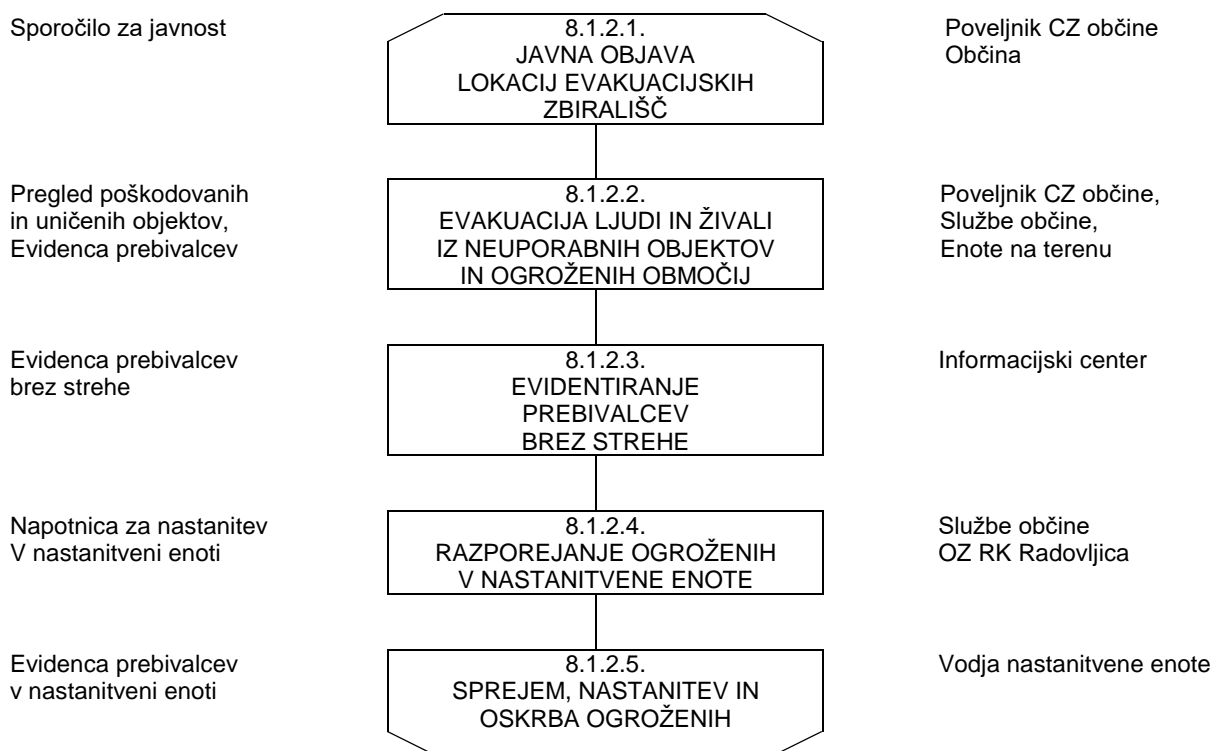 Sporočilo za javnost
8.1.2.1.
JAVNA OBJAVA
LOKACIJ EVAKUACIJSKIH
ZBIRALIŠČ
Poveljnik CZ občine
Občina
Pregled poškodovanih
in uničenih objektov,
Evidenca prebivalcev
8.1.2.2.
EVAKUACIJA LJUDI IN ŽIVALI
IZ NEUPORABNIH OBJEKTOV
IN OGROŽENIH OBMOČIJ
Poveljnik CZ občine,
Službe občine,
Enote na terenu
Evidenca prebivalcev
brez strehe
8.1.2.3.
EVIDENTIRANJE
PREBIVALCEV
BREZ STREHE
Informacijski center
Napotnica za nastanitev
V nastanitveni enoti
8.1.2.4.
RAZPOREJANJE OGROŽENIH
V NASTANITVENE ENOTE
Službe občine
OZ RK Radovljica
Evidenca prebivalcev
v nastanitveni enoti
8.1.2.5.
SPREJEM, NASTANITEV IN
OSKRBA OGROŽENIH
Vodja nastanitvene enote